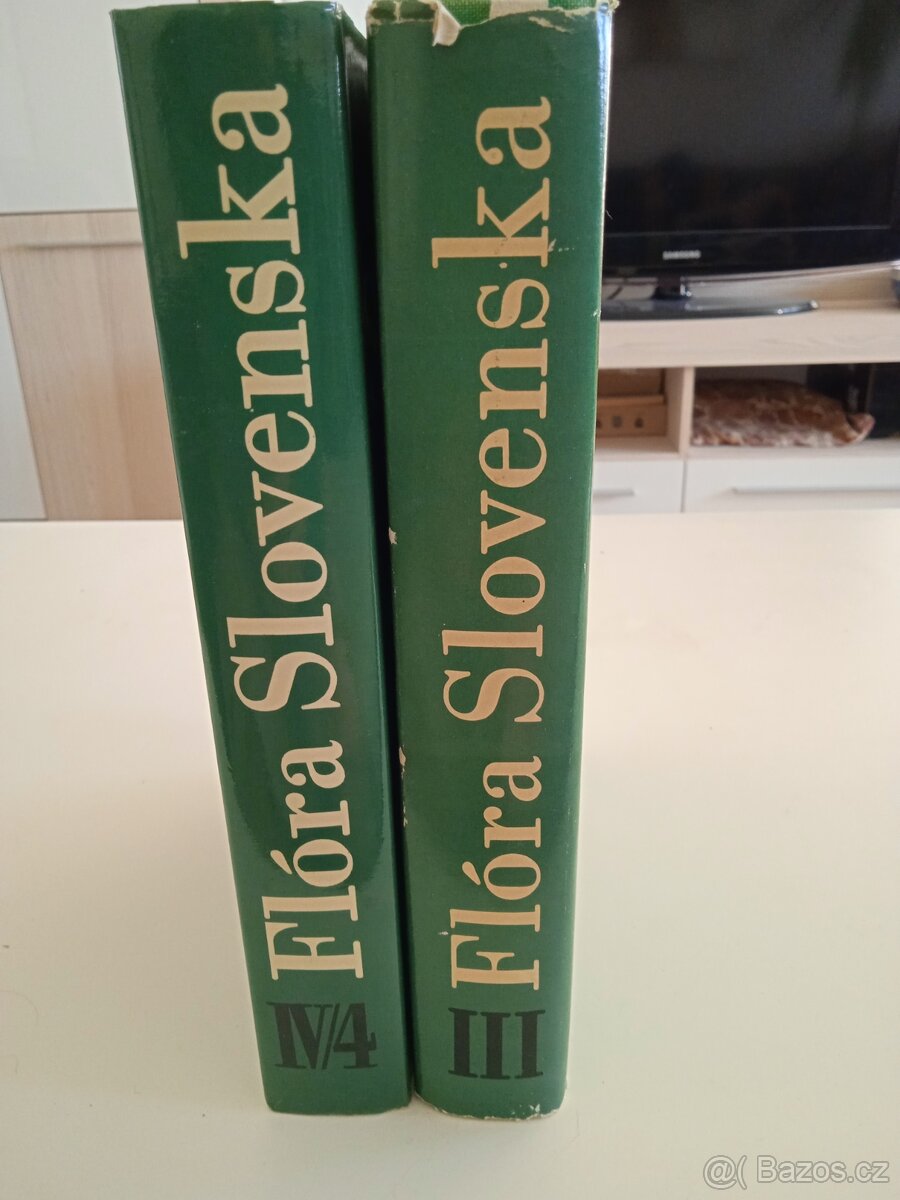 Flóra Slovenska
IV/4
Flóra Slovenska
III
SAMSUNG
@( Bazos.cz